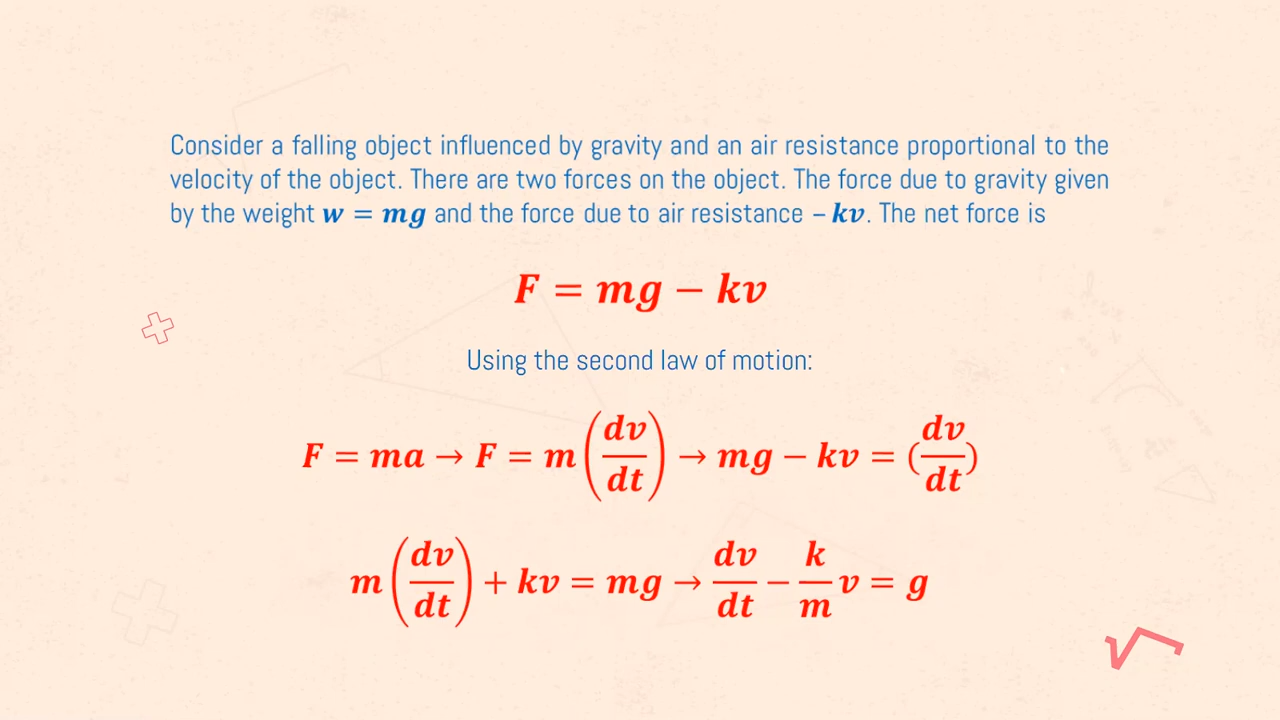 Consider a falling object influenced by gravity and an air resistance proportional to the
velocity of the object. There are two forces on the object. The force due to gravity given
by the weight w = mg and the force due to air resistance – kv. The net force is
F = mg − kv
Using the second law of motion:
F = ma → F = m(dv/dt) → mg − kv = (dv/dt)
m(dv/dt) + kv = mg → dv/dt − k/m v = g